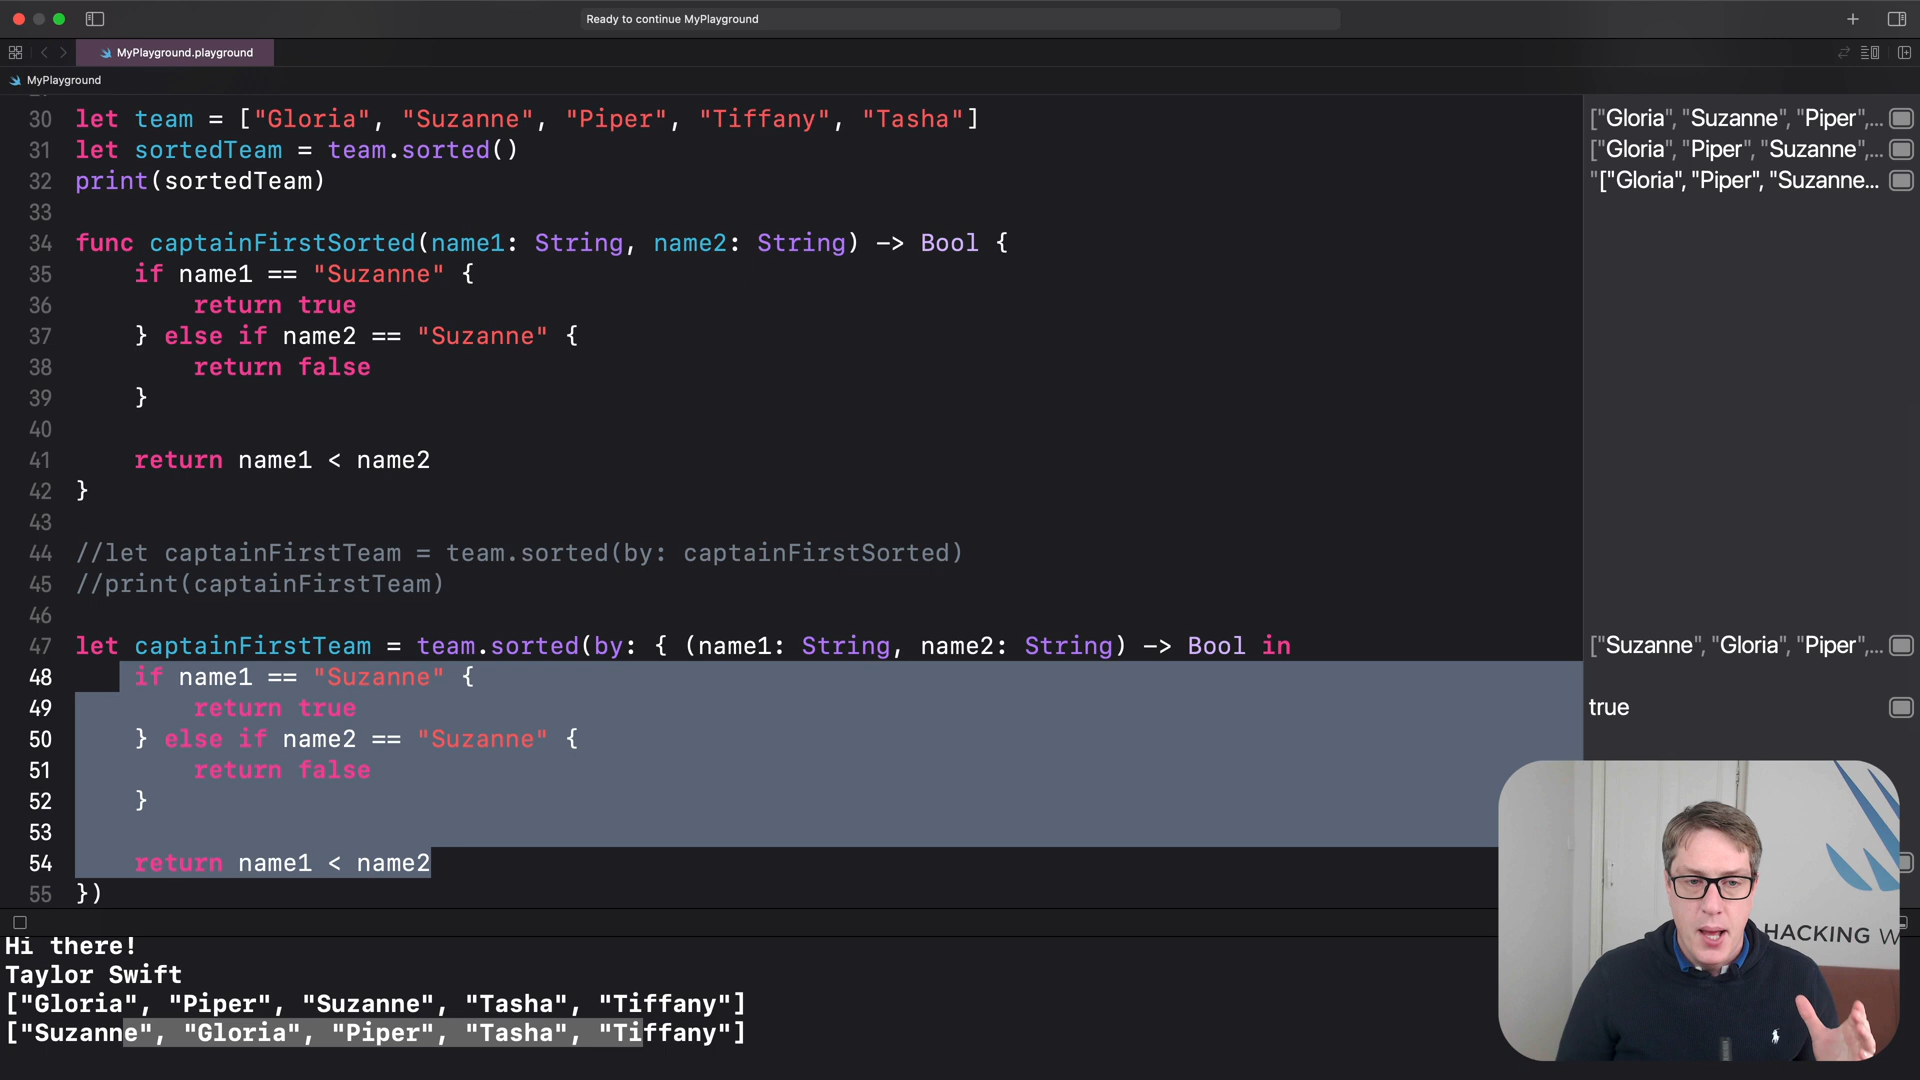 Ready to continue MyPlayground
MyPlayground.playground
MyPlayground
30 let team = ["Gloria", "Suzanne", "Piper", "Tiffany", "Tasha"]
["Gloria", "Suzanne", "Piper",...
31 let sortedTeam = team.sorted()
["Gloria", "Piper", "Suzanne",...
32 print(sortedTeam)
"["Gloria", "Piper", "Suzanne...
33
34 func captainFirstSorted(name1: String, name2: String) -> Bool {
35     if name1 == "Suzanne" {
36         return true
37     } else if name2 == "Suzanne" {
38         return false
39     }
40
41     return name1 < name2
42 }
43
44 //let captainFirstTeam = team.sorted(by: captainFirstSorted)
45 //print(captainFirstTeam)
46
47 let captainFirstTeam = team.sorted(by: { (name1: String, name2: String) -> Bool in
["Suzanne", "Gloria", "Piper",...
48     if name1 == "Suzanne" {
49         return true
true
50     } else if name2 == "Suzanne" {
51         return false
52     }
53
54     return name1 < name2
55 })
HACKING W
Hi there!
Taylor Swift
["Gloria", "Piper", "Suzanne", "Tasha", "Tiffany"]
["Suzanne", "Gloria", "Piper", "Tasha", "Tiffany"]